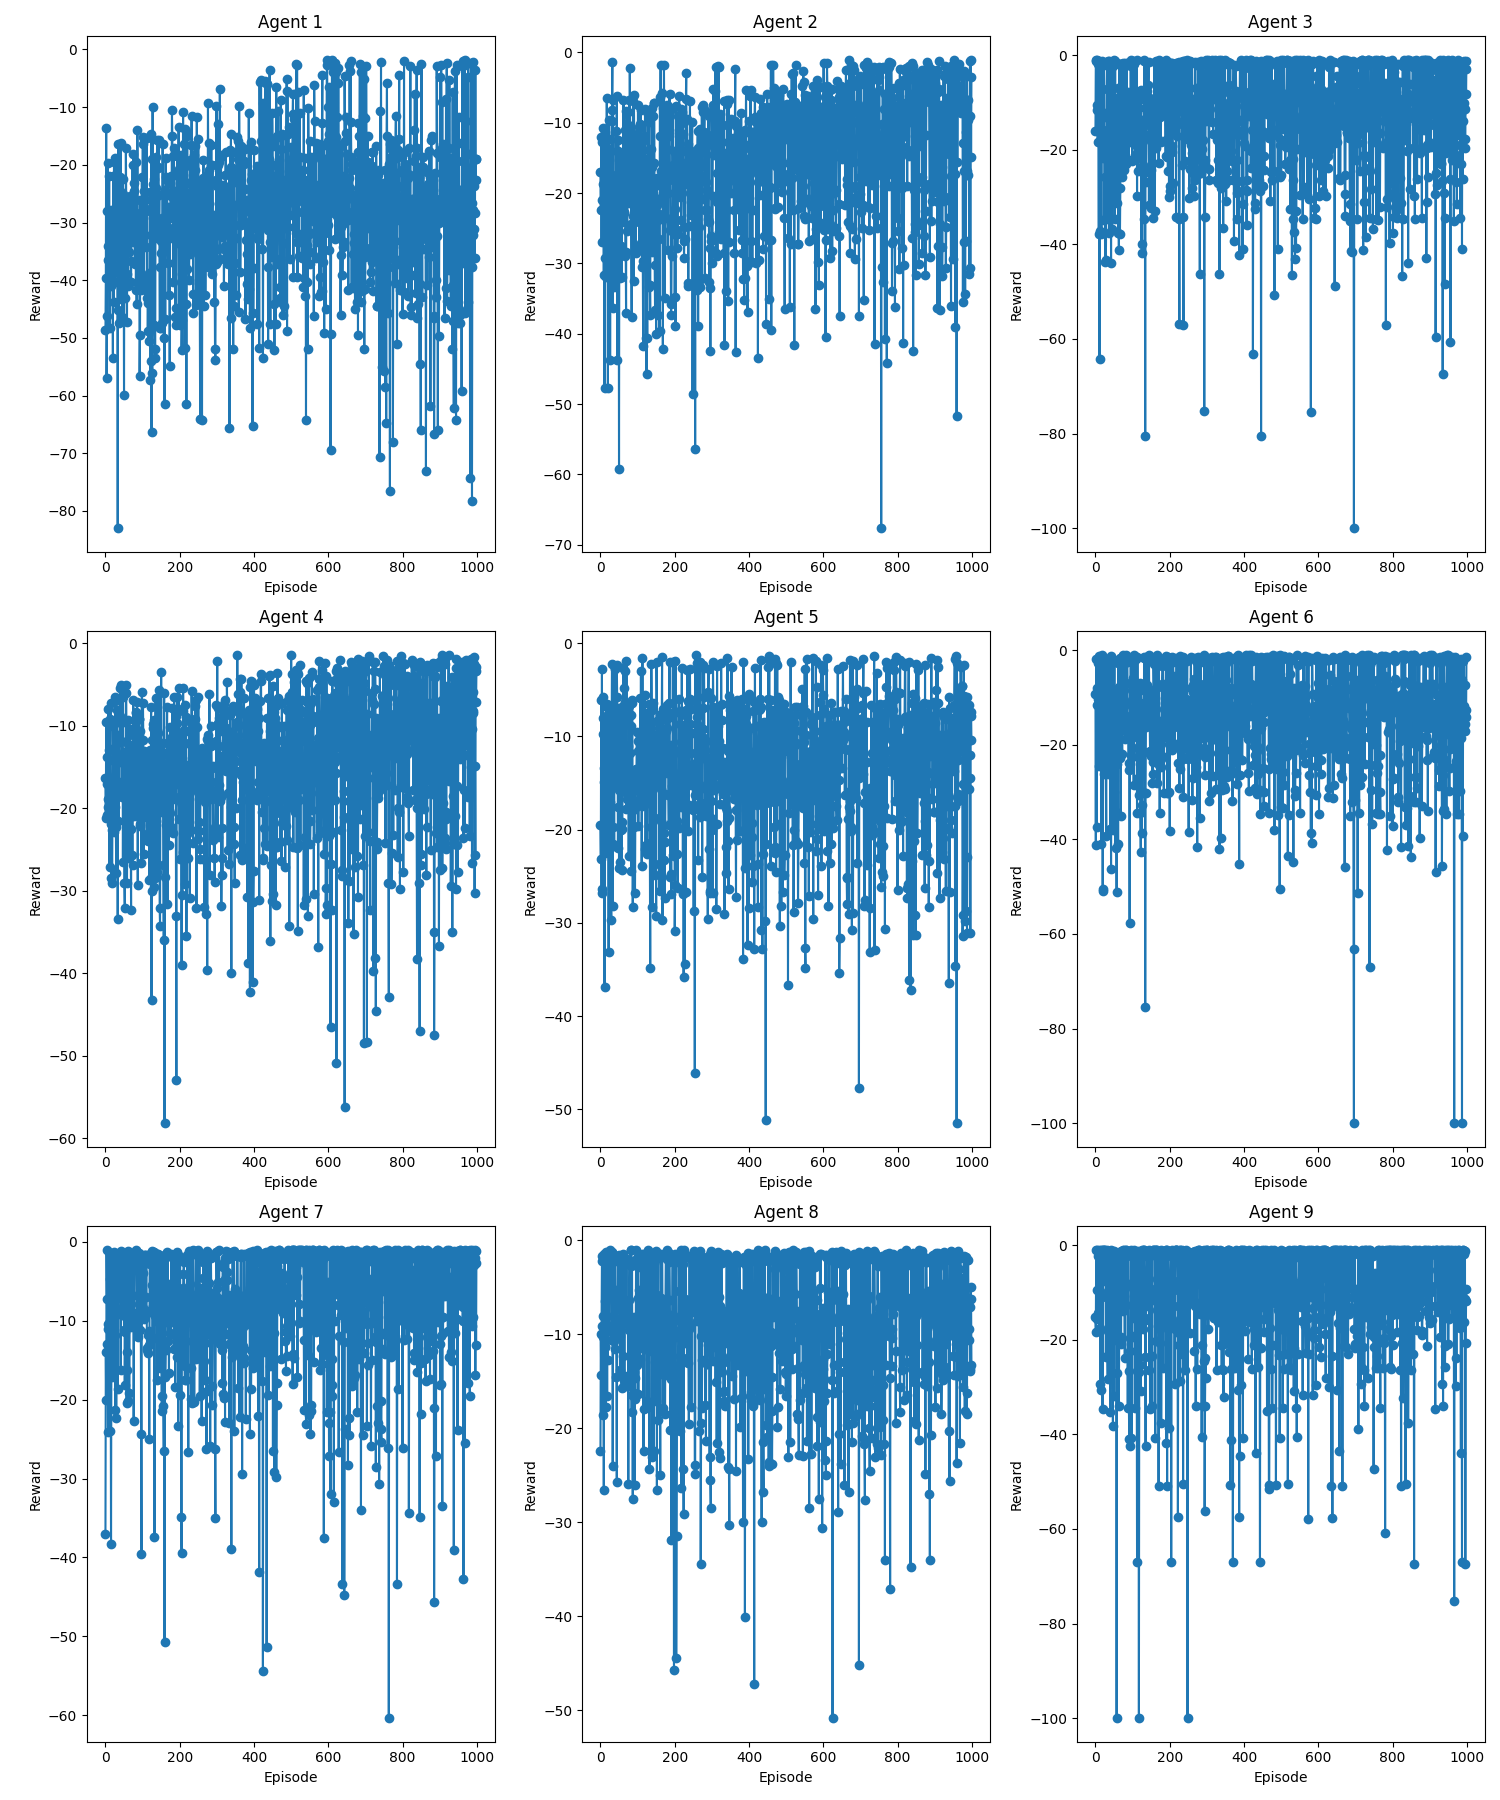 Agent 1 Agent 2 Agent 3
0 0 0
−10 −10 −20
−20 −20 −40
−30 −30 −60
−40 −40 −80
−50 −50 −100
−60 −60
−70 −70
−80
Reward Reward Reward
0 200 400 600 800 1000 0 200 400 600 800 1000 0 200 400 600 800 1000
Episode Episode Episode
Agent 4 Agent 5 Agent 6
0 0 0
−10 −10 −20
−20 −20 −40
−30 −30 −60
−40 −40 −80
−50 −50 −100
−60
Reward Reward Reward
0 200 400 600 800 1000 0 200 400 600 800 1000 0 200 400 600 800 1000
Episode Episode Episode
Agent 7 Agent 8 Agent 9
0 0 0
−10 −10 −20
−20 −20 −40
−30 −30 −60
−40 −40 −80
−50 −50 −100
−60
Reward Reward Reward
0 200 400 600 800 1000 0 200 400 600 800 1000 0 200 400 600 800 1000
Episode Episode Episode